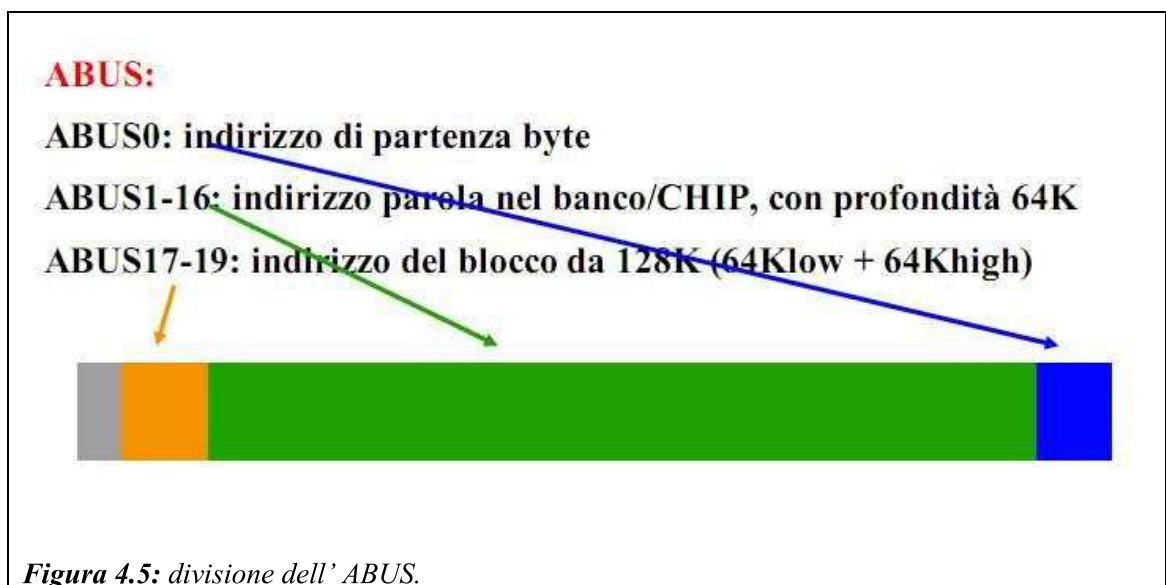 ABUS:
ABUS0: indirizzo di partenza byte
ABUS1-16: indirizzo parola nel banco/CHIP, con profondità 64K
ABUS17-19: indirizzo del blocco da 128K (64Klow + 64Khigh)
Figura 4.5: divisione dell' ABUS.